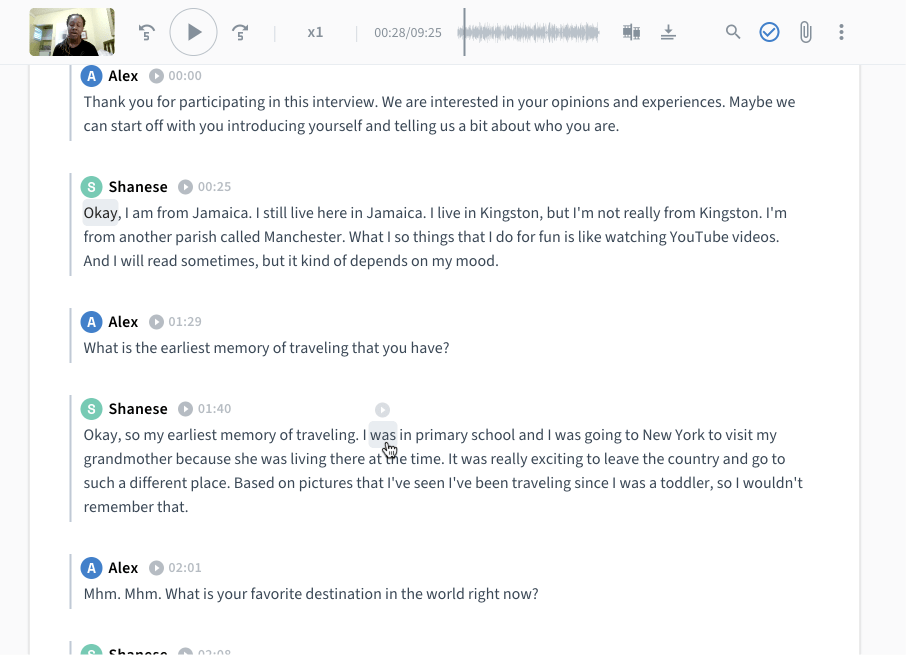 5
5
x1
00:28/09:25
A Alex 00:00
Thank you for participating in this interview. We are interested in your opinions and experiences. Maybe we
can start off with you introducing yourself and telling us a bit about who you are.
S Shanese 00:25
Okay, I am from Jamaica. I still live here in Jamaica. I live in Kingston, but I'm not really from Kingston. I'm
from another parish called Manchester. What I so things that I do for fun is like watching YouTube videos.
And I will read sometimes, but it kind of depends on my mood.
A Alex 01:29
What is the earliest memory of traveling that you have?
S Shanese 01:40
Okay, so my earliest memory of traveling. I was in primary school and I was going to New York to visit my
grandmother because she was living there at the time. It was really exciting to leave the country and go to
such a different place. Based on pictures that I've seen I've been traveling since I was a toddler, so I wouldn't
remember that.
A Alex 02:01
Mhm. Mhm. What is your favorite destination in the world right now?
S Shanese 02:08